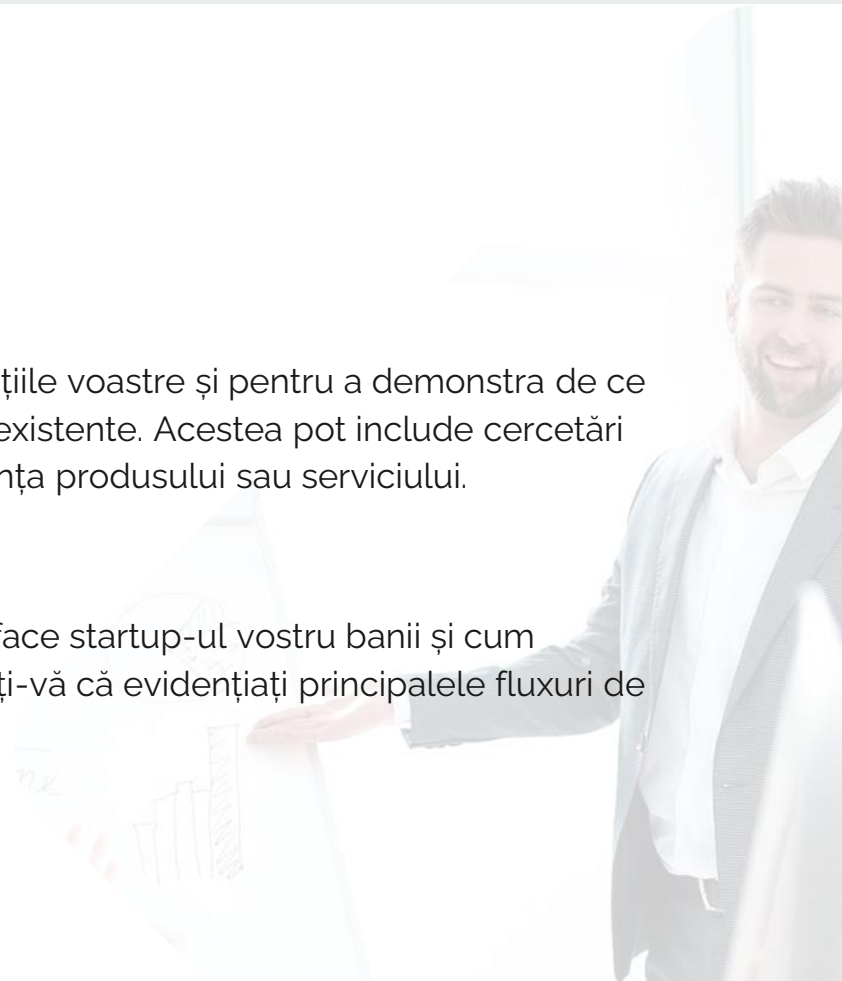 țiile voastre și pentru a demonstra de ce
existente. Acestea pot include cercetări
nța produsului sau serviciului.
face startup-ul vostru banii și cum
ți-vă că evidențiați principalele fluxuri de